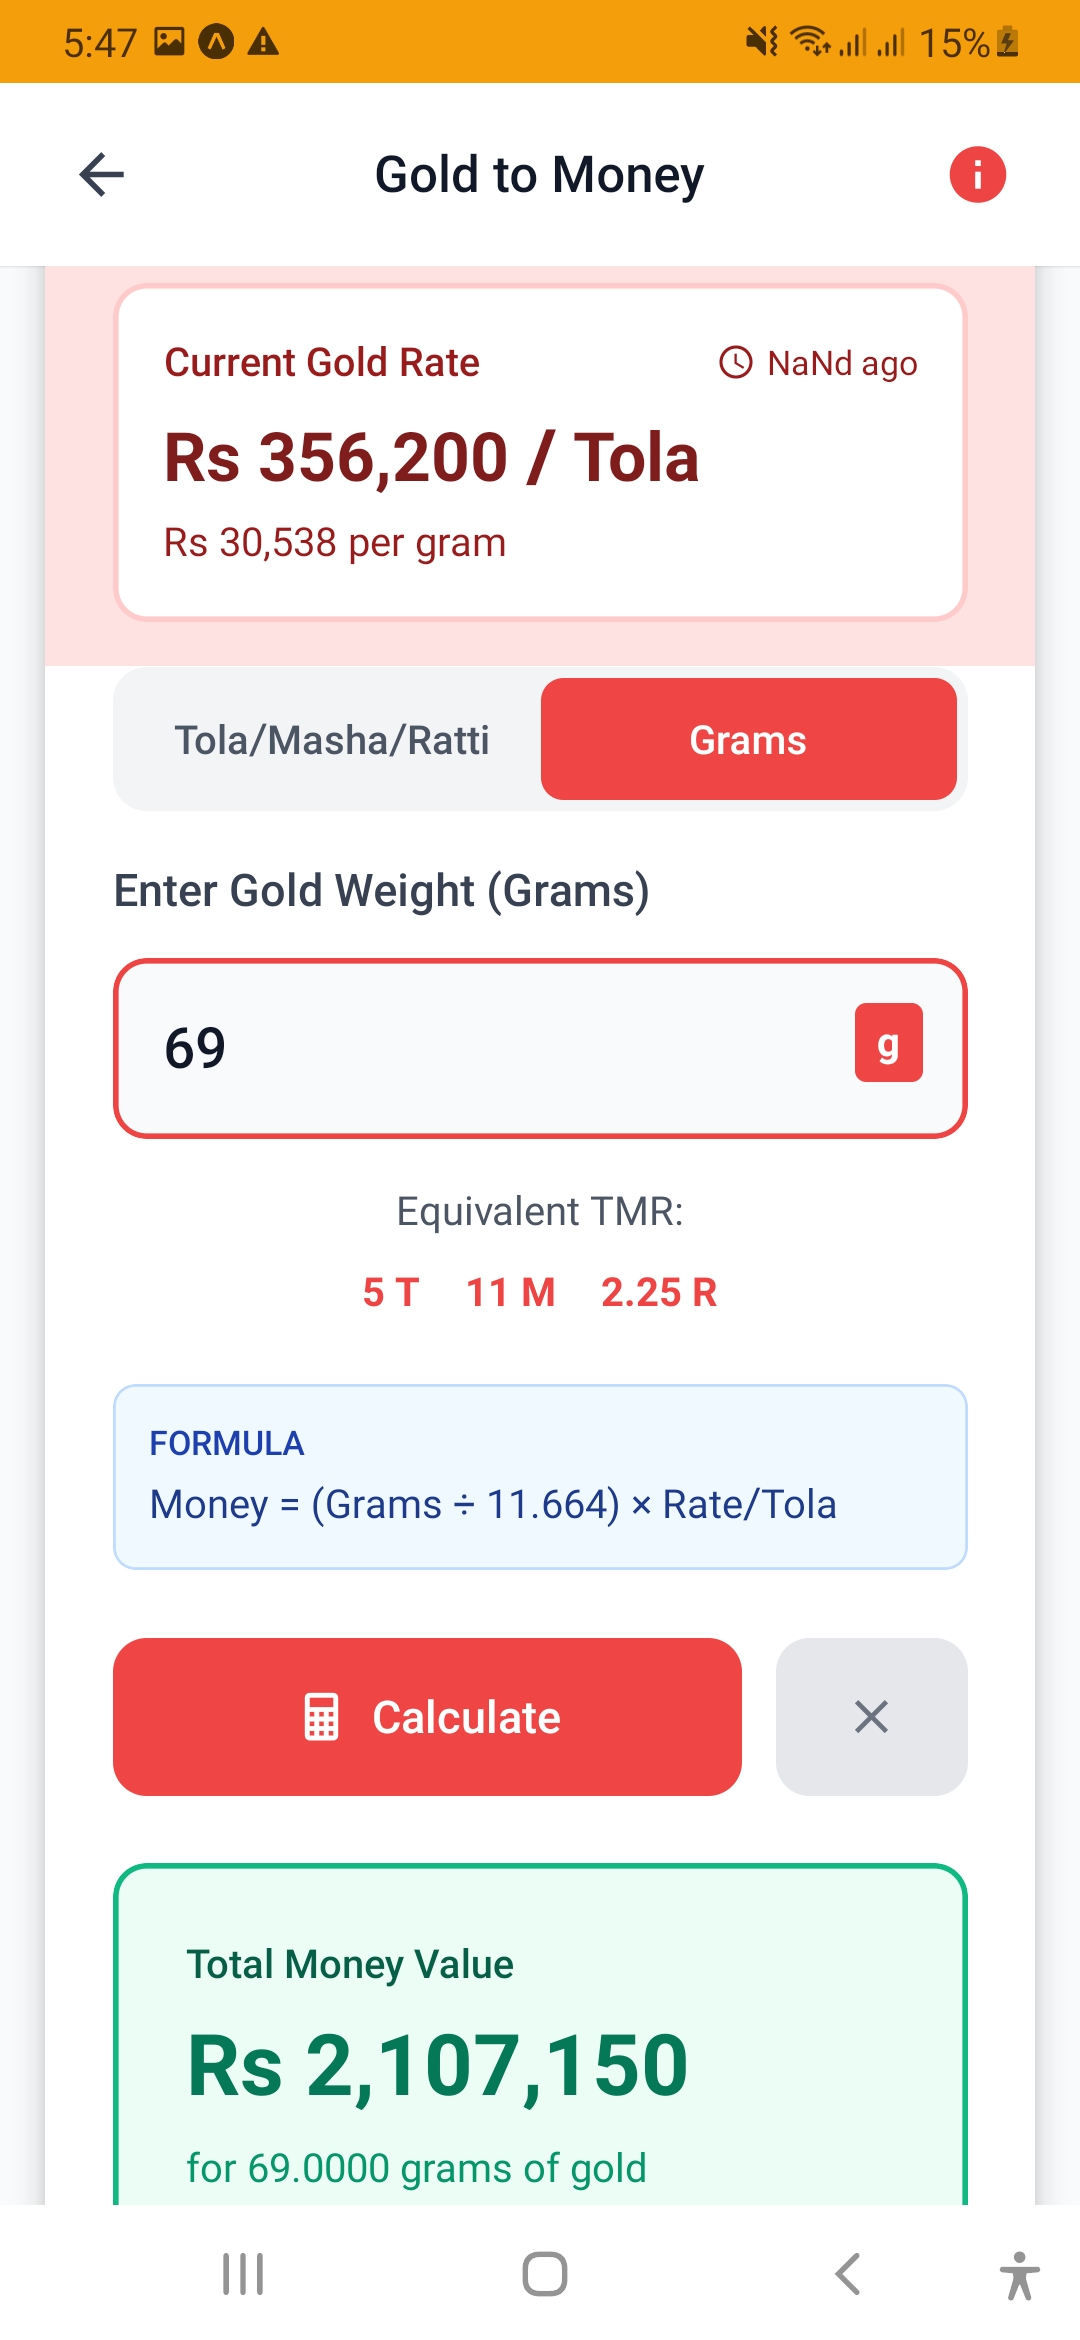 5:47 15%
Gold to Money
Current Gold Rate NaNd ago
Rs 356,200 / Tola
Rs 30,538 per gram
Tola/Masha/Ratti Grams
Enter Gold Weight (Grams)
69 g
Equivalent TMR:
5 T 11 M 2.25 R
FORMULA
Money = (Grams ÷ 11.664) × Rate/Tola
Calculate
Total Money Value
Rs 2,107,150
for 69.0000 grams of gold